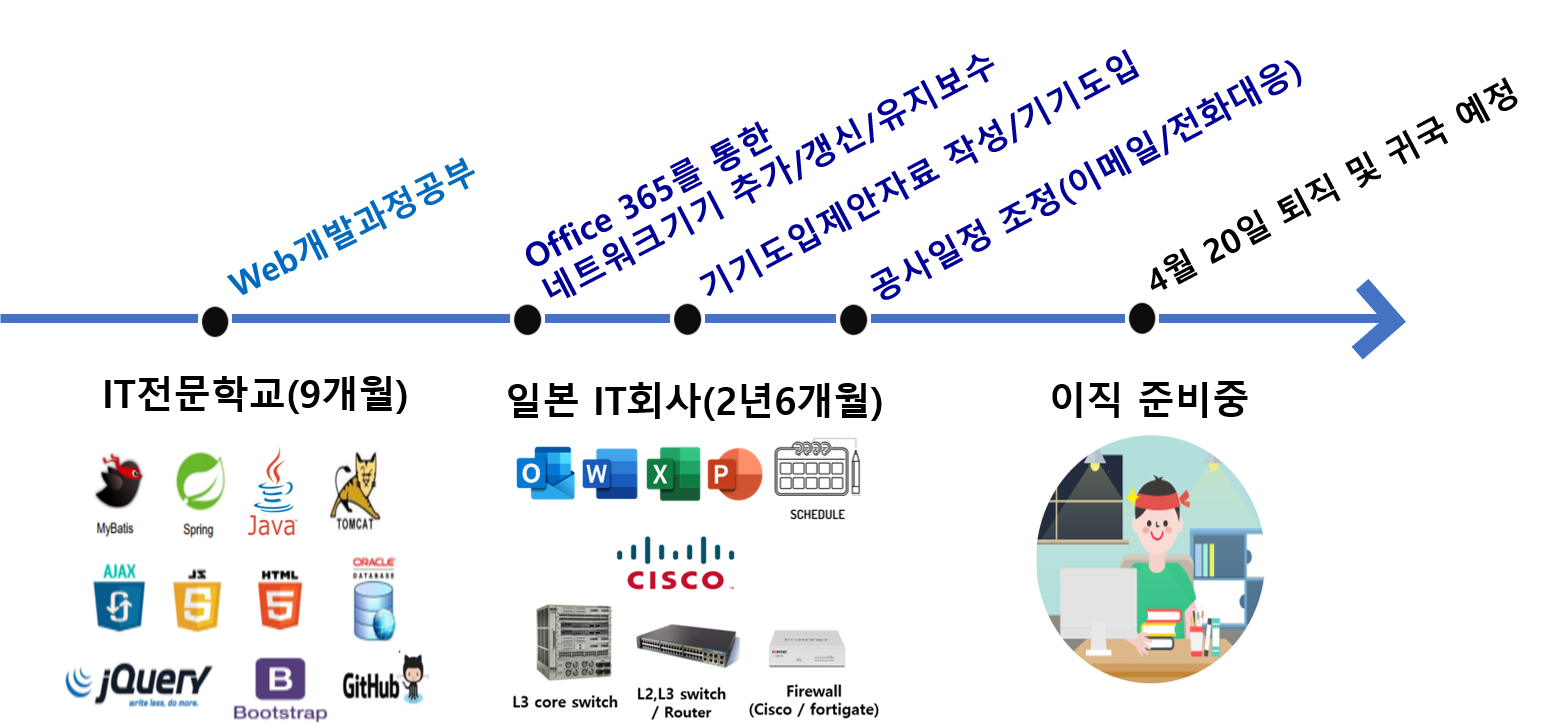 Web개발과정공부
Office 365를 통한
네트워크기기 추가/갱신/유지보수
기기도입제안자료 작성/기기도입
공사일정 조정(이메일/전화대응)
4월 20일 퇴직 및 귀국 예정
IT전문학교(9개월)
MyBatis
Spring
Java
TOMCAT
AJAX
JS
5
HTML
5
ORACLE
DATABASE
jQuery
write less, do more.
B
Bootstrap
GitHub
일본 IT회사(2년6개월)
O
W
X
P
SCHEDULE
CISCO
L3 core switch
L2,L3 switch
/ Router
FORTINET
Firewall
(Cisco / fortigate)
이직 준비중